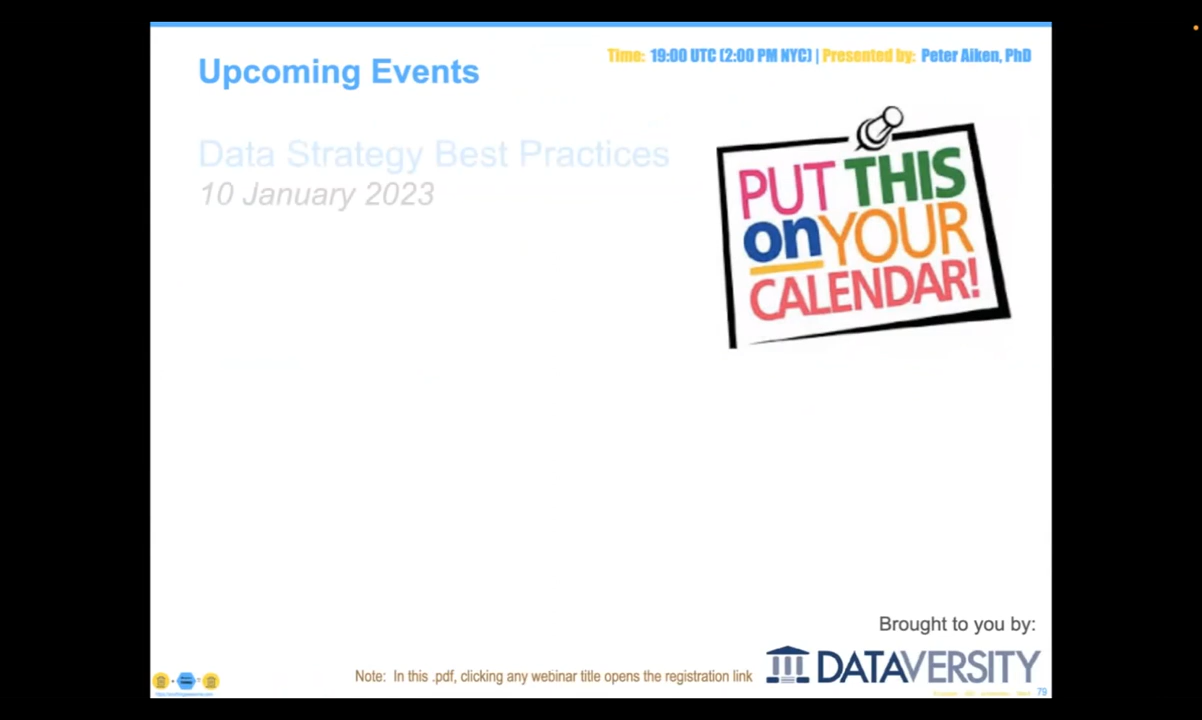 Upcoming Events
Time: 19:00 UTC (2:00 PM NYC) | Presented by: Peter Aiken, PhD
Data Strategy Best Practices
10 January 2023
PUT THIS
on YOUR
CALENDAR!
Brought to you by:
DATAVERSITY
Note: In this .pdf, clicking any webinar title opens the registration link
79